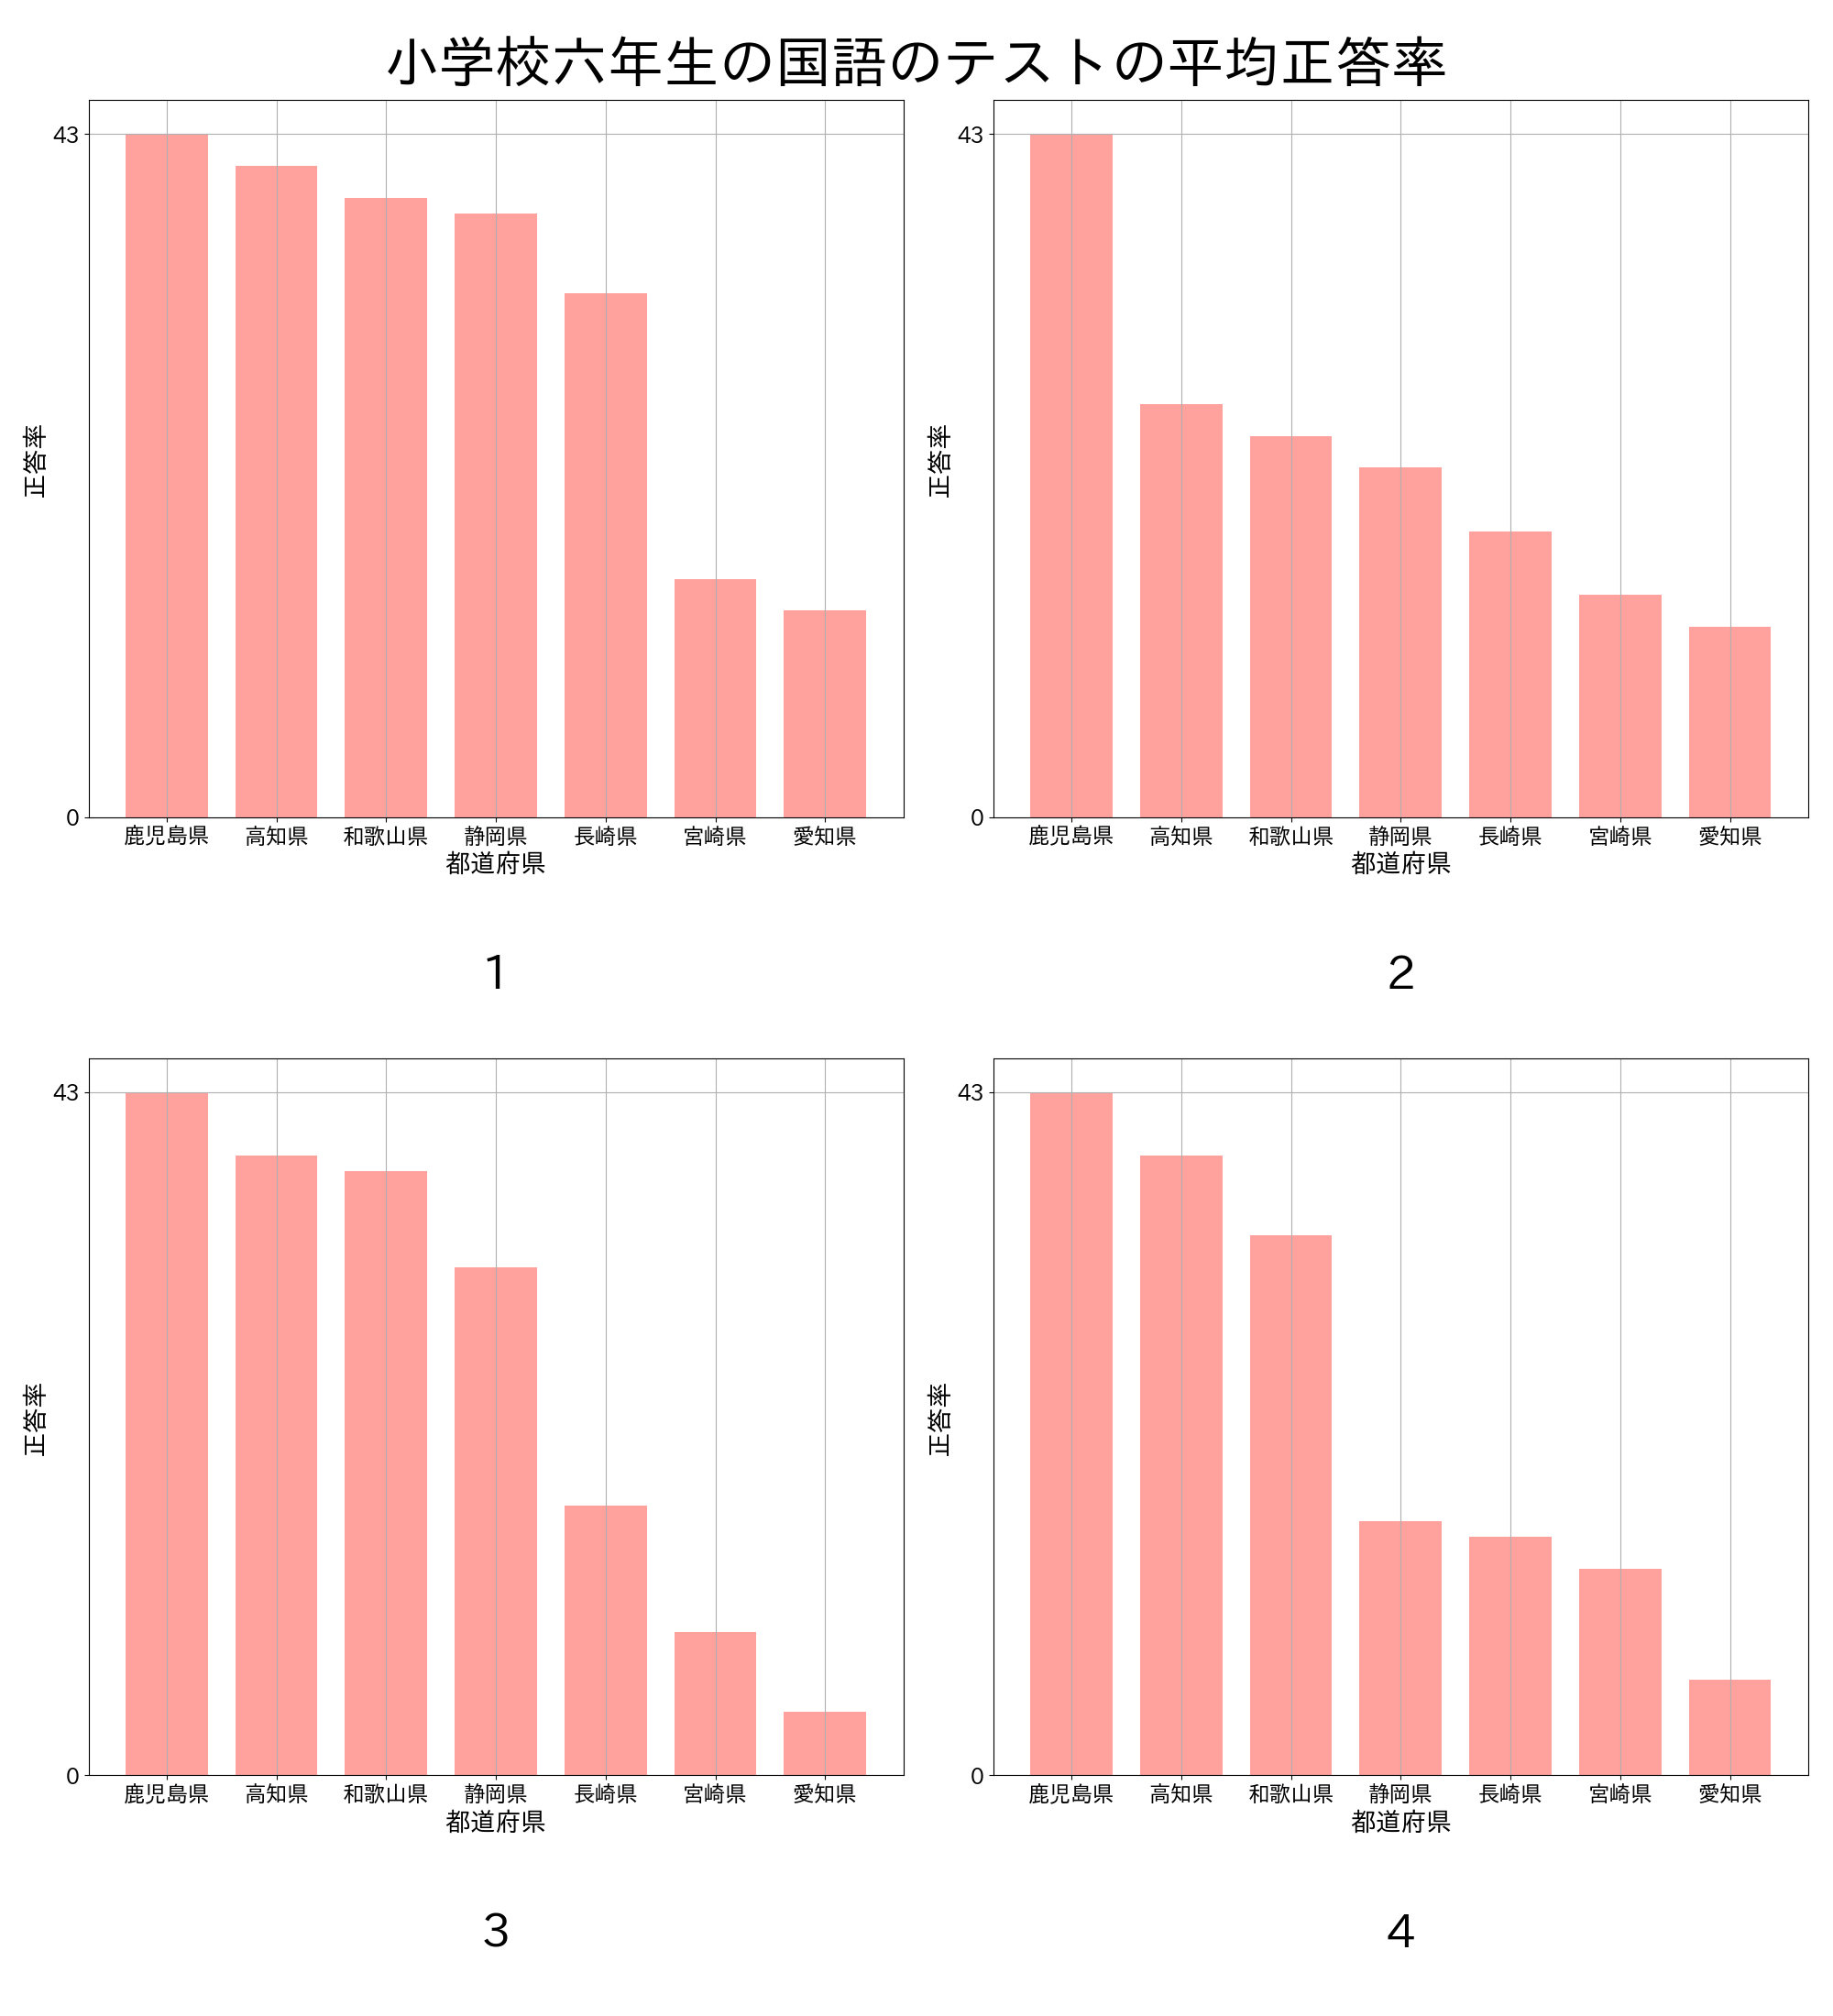 小学校六年生の国語のテストの平均正答率
43
0
正答率
鹿児島県 高知県 和歌山県 静岡県 長崎県 宮崎県 愛知県
都道府県
1
43
0
正答率
鹿児島県 高知県 和歌山県 静岡県 長崎県 宮崎県 愛知県
都道府県
2
43
0
正答率
鹿児島県 高知県 和歌山県 静岡県 長崎県 宮崎県 愛知県
都道府県
3
43
0
正答率
鹿児島県 高知県 和歌山県 静岡県 長崎県 宮崎県 愛知県
都道府県
4